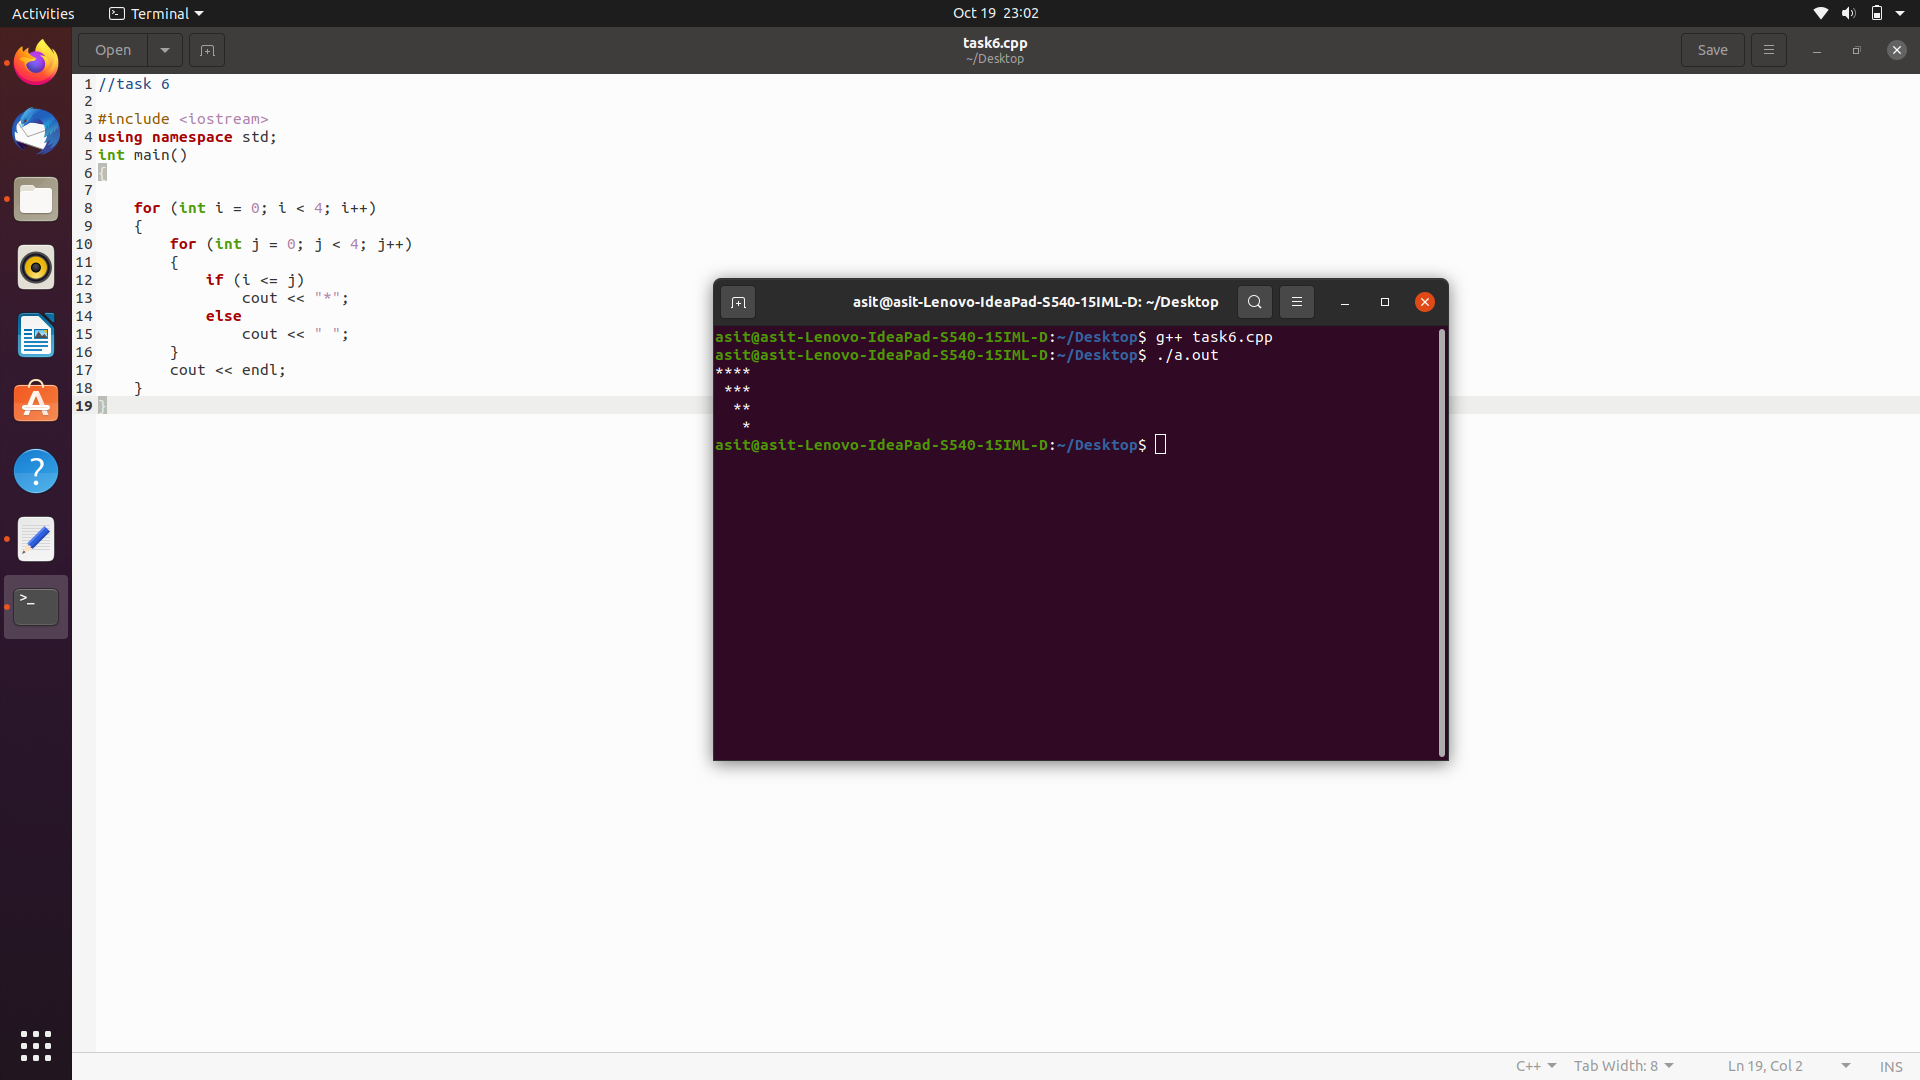 Activities Terminal Oct 19 23:02
Open task6.cpp Save
~/Desktop
1 //task 6
2
3 #include <iostream>
4 using namespace std;
5 int main()
6 {
7
8     for (int i = 0; i < 4; i++)
9     {
10         for (int j = 0; j < 4; j++)
11         {
12             if (i <= j)
13                 cout << "*";
14             else
15                 cout << " ";
16         }
17         cout << endl;
18     }
19 }
asit@asit-Lenovo-IdeaPad-S540-15IML-D: ~/Desktop
asit@asit-Lenovo-IdeaPad-S540-15IML-D:~/Desktop$ g++ task6.cpp
asit@asit-Lenovo-IdeaPad-S540-15IML-D:~/Desktop$ ./a.out
****
 ***
  **
   *
asit@asit-Lenovo-IdeaPad-S540-15IML-D:~/Desktop$
C++ Tab Width: 8 Ln 19, Col 2 INS